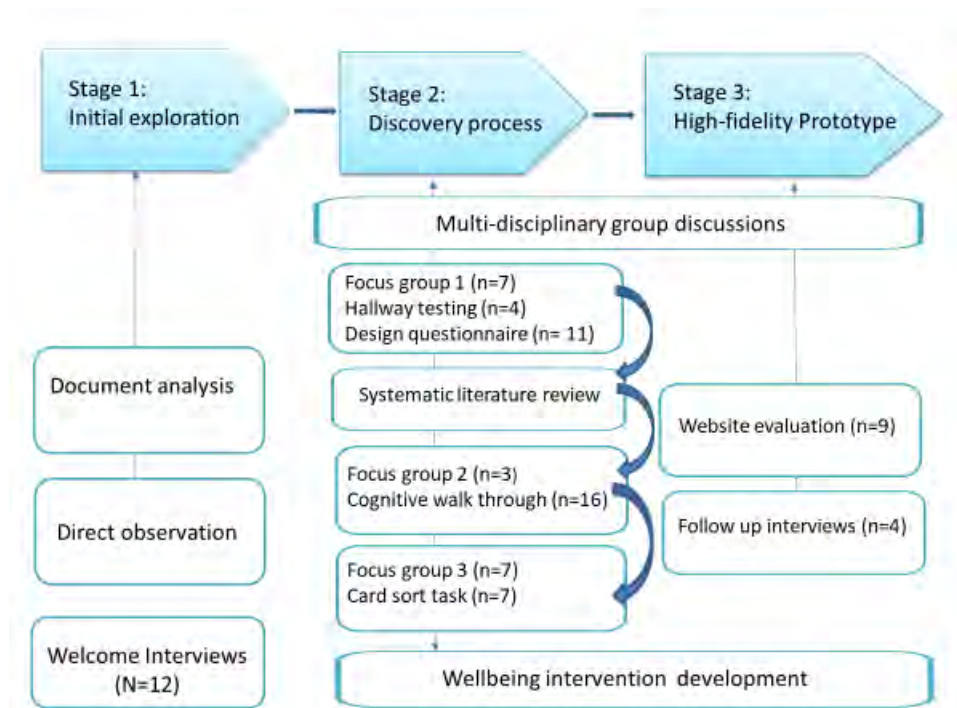 Stage 1:
Initial exploration
Stage 2:
Discovery process
Stage 3:
High-fidelity Prototype
Multi-disciplinary group discussions
Document analysis
Direct observation
Welcome Interviews
(N=12)
Focus group 1 (n=7)
Hallway testing (n=4)
Design questionnaire (n= 11)
Systematic literature review
Focus group 2 (n=3)
Cognitive walk through (n=16)
Focus group 3 (n=7)
Card sort task (n=7)
Wellbeing intervention development
Website evaluation (n=9)
Follow up interviews (n=4)